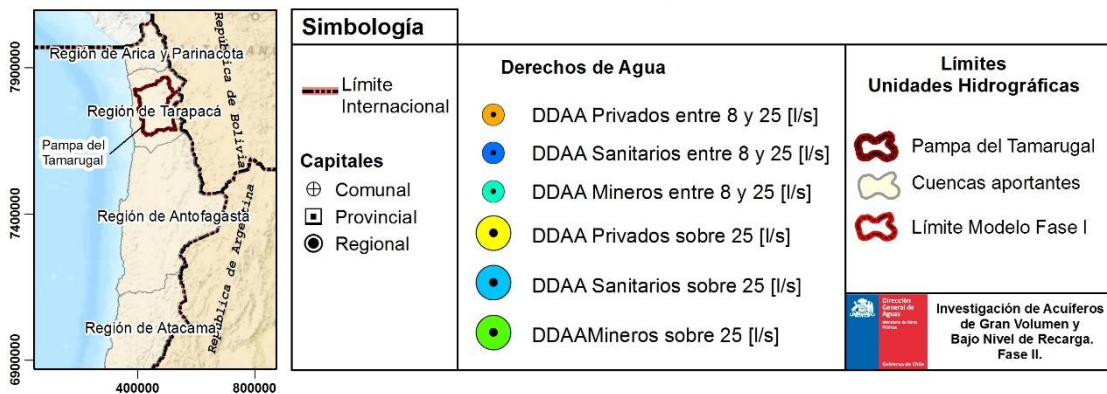 7900000
7400000
6900000
400000
800000
Región de Arica y Parinacota
Región de Tarapacá
Pampa del
Tamarugal
Región de Antofagasta
Región de Atacama
República de Bolivia
República de Argentina
Simbología
Límite
Internacional
Capitales
Comunal
Provincial
Regional
Derechos de Agua
DDAA Privados entre 8 y 25 [l/s]
DDAA Sanitarios entre 8 y 25 [l/s]
DDAA Mineros entre 8 y 25 [l/s]
DDAA Privados sobre 25 [l/s]
DDAA Sanitarios sobre 25 [l/s]
DDAAMineros sobre 25 [l/s]
Límites
Unidades Hidrográficas
Pampa del Tamarugal
Cuencas aportantes
Límite Modelo Fase I
Dirección
General de
Aguas
Gobierno de Chile
Investigación de Acuíferos
de Gran Volumen y
Bajo Nivel de Recarga.
Fase II.